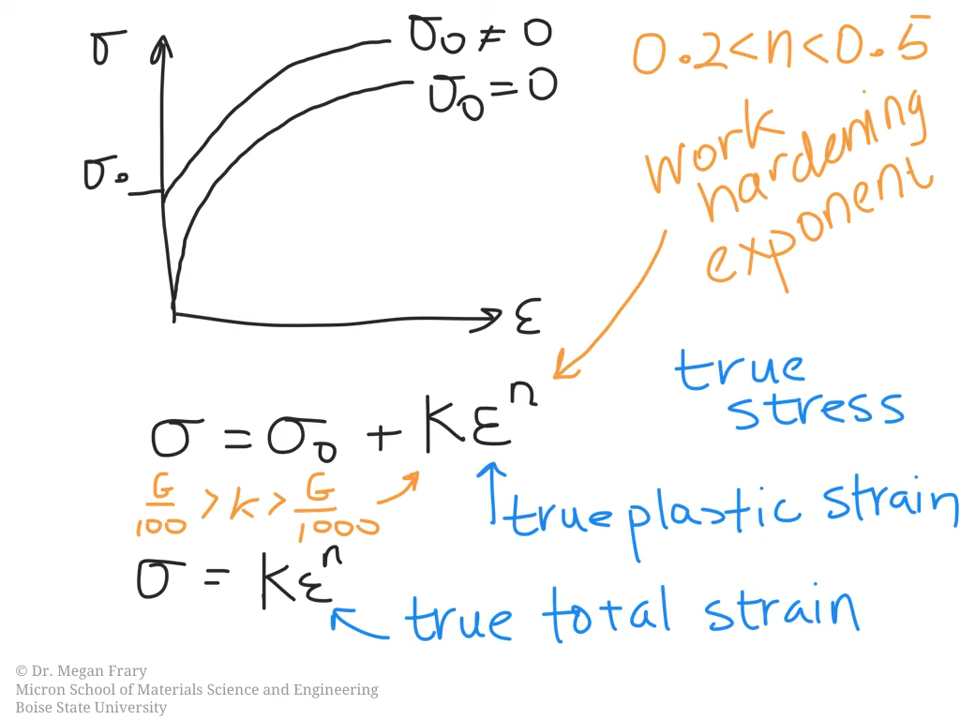 σ
σ₀ ≠ 0
σ₀ = 0
σ₀
ε
0.2 < n < 0.5
work
hardening
exponent
true
stress
σ = σ₀ + Kεⁿ
G/100 > k > G/1000
true plastic strain
σ = Kεⁿ
true total strain
© Dr. Megan Frary
Micron School of Materials Science and Engineering
Boise State University